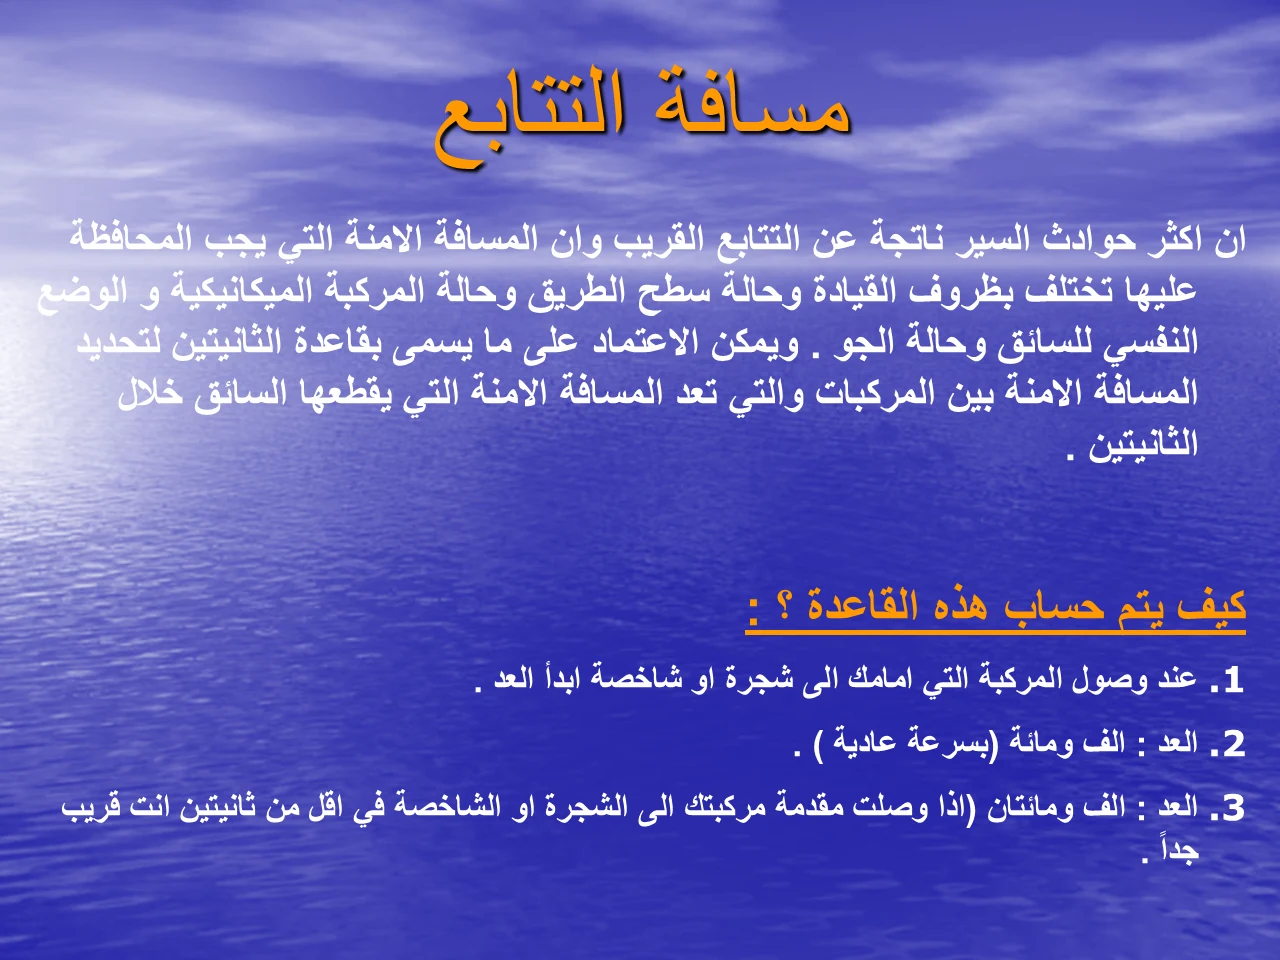 مسافة التتابع
ان اكثر حوادث السير ناتجة عن التتابع القريب وان المسافة الامنة التي يجب المحافظة
عليها تختلف بظروف القيادة وحالة سطح الطريق وحالة المركبة الميكانيكية و الوضع
النفسي للسائق وحالة الجو . ويمكن الاعتماد على ما يسمى بقاعدة الثانيتين لتحديد
المسافة الامنة بين المركبات والتي تعد المسافة الامنة التي يقطعها السائق خلال
الثانيتين .
كيف يتم حساب هذه القاعدة ؟ :
1. عند وصول المركبة التي امامك الى شجرة او شاخصة ابدأ العد .
2. العد : الف ومائة (بسرعة عادية ) .
3. العد : الف ومائتان (اذا وصلت مقدمة مركبتك الى الشجرة او الشاخصة في اقل من ثانيتين انت قريب
جداً .